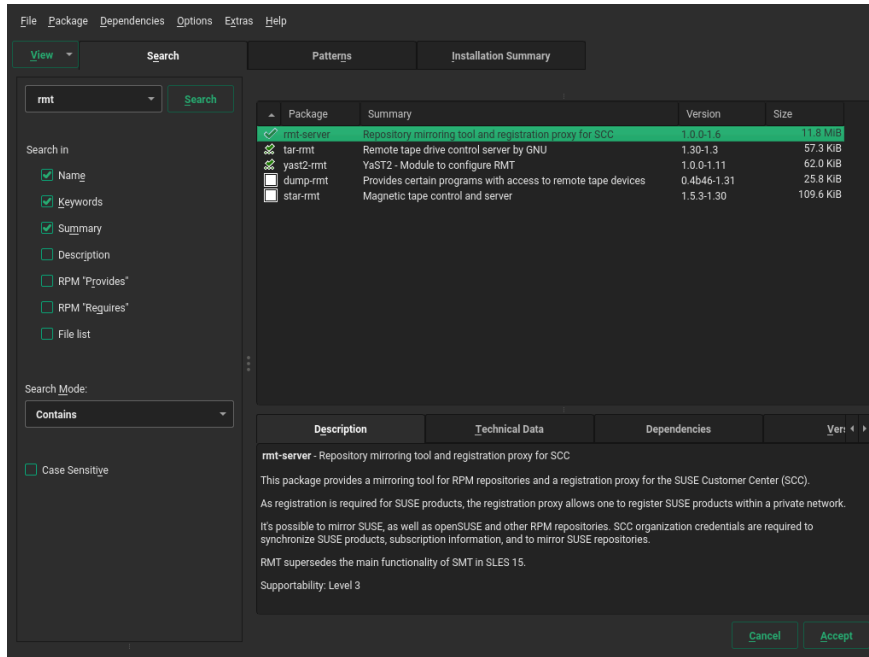 File Package Dependencies Options Extras Help
View Search Patterns Installation Summary
rmt Search
Search in
Name
Keywords
Summary
Description
RPM "Provides"
RPM "Requires"
File list
Search Mode:
Contains
Case Sensitive
Package Summary Version Size
rmt-server Repository mirroring tool and registration proxy for SCC 1.0.0-1.6 11.8 MiB
tar-rmt Remote tape drive control server by GNU 1.30-1.3 57.3 KiB
yast2-rmt YaST2 - Module to configure RMT 1.0.0-1.11 62.0 KiB
dump-rmt Provides certain programs with access to remote tape devices 0.4b46-1.31 25.8 KiB
star-rmt Magnetic tape control and server 1.5.3-1.30 109.6 KiB
Description Technical Data Dependencies Vers
rmt-server - Repository mirroring tool and registration proxy for SCC
This package provides a mirroring tool for RPM repositories and a registration proxy for the SUSE Customer Center (SCC).
As registration is required for SUSE products, the registration proxy allows one to register SUSE products within a private network.
It's possible to mirror SUSE, as well as openSUSE and other RPM repositories. SCC organization credentials are required to
synchronize SUSE products, subscription information, and to mirror SUSE repositories.
RMT supersedes the main functionality of SMT in SLES 15.
Supportability: Level 3
Cancel Accept